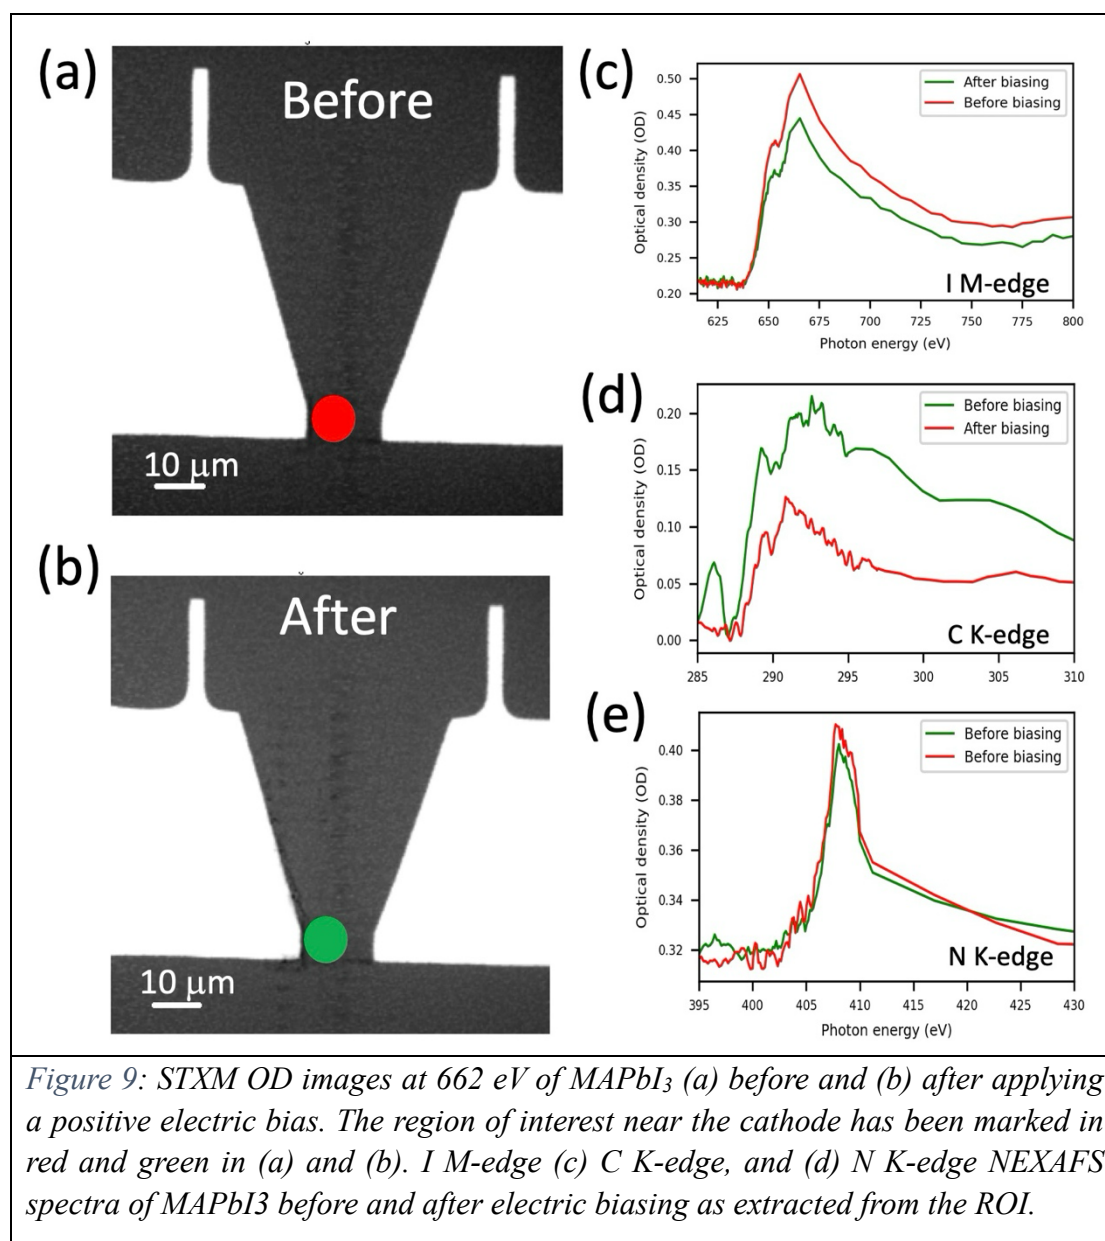 (a)
Before
10 μm
(b)
After
10 μm
(c)
Optical density (OD)
0.50
0.45
0.40
0.35
0.30
0.25
0.20
After biasing
Before biasing
I M-edge
625 650 675 700 725 750 775 800
Photon energy (eV)
(d)
Optical density (OD)
0.20
0.15
0.10
0.05
0.00
Before biasing
After biasing
C K-edge
285 290 295 300 305 310
(e)
Optical density (OD)
0.40
0.38
0.36
0.34
0.32
Before biasing
Before biasing
N K-edge
395 400 405 410 415 420 425 430
Photon energy (eV)
Figure 9: STXM OD images at 662 eV of MAPbI₃ (a) before and (b) after applying
a positive electric bias. The region of interest near the cathode has been marked in
red and green in (a) and (b). I M-edge (c) C K-edge, and (d) N K-edge NEXAFS
spectra of MAPbI3 before and after electric biasing as extracted from the ROI.